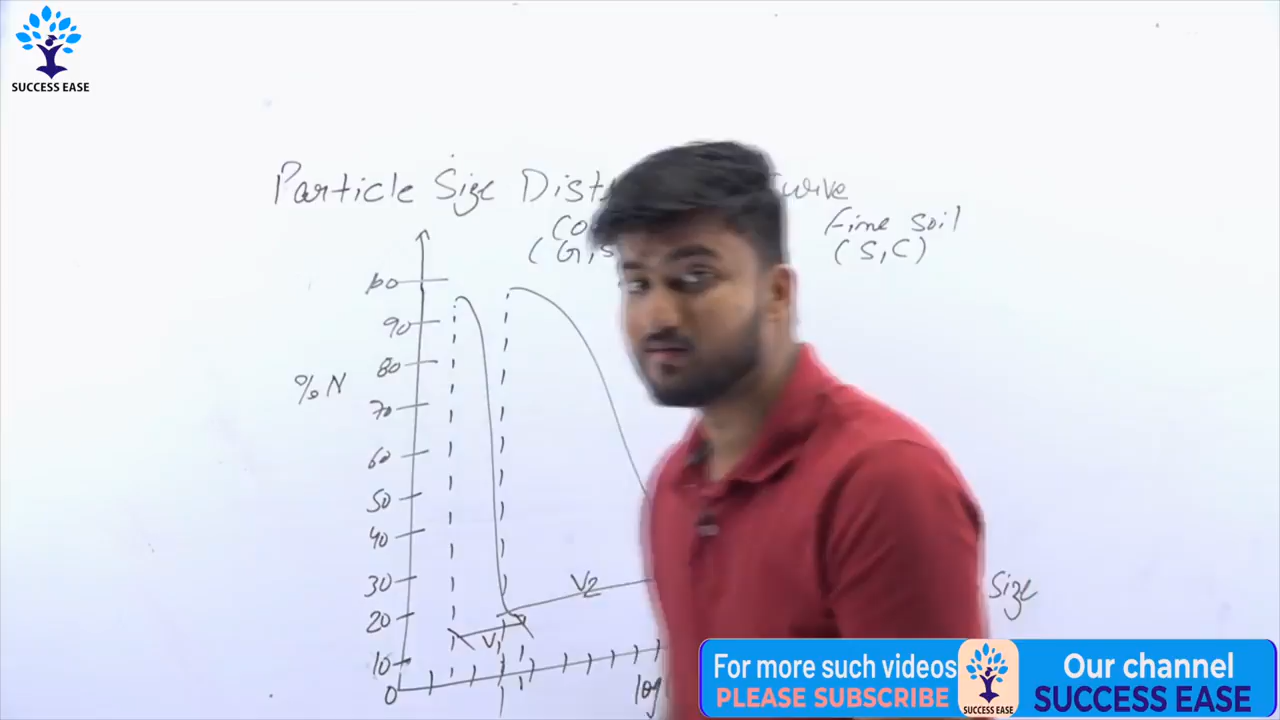 SUCCESS EASE
Particle Size
Fine soil
(S, C)
100
90
80
% N
70
60
50
40
30
20
10
0
V2
V1
Size
log
For more such videos
PLEASE SUBSCRIBE
SUCCESS EASE
Our channel
SUCCESS EASE